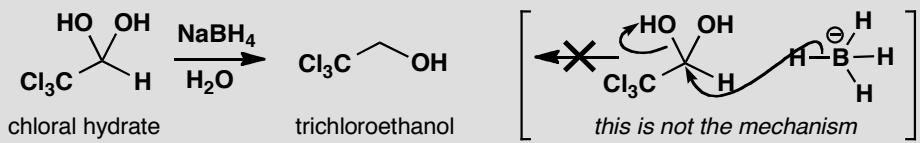 HO OH
Cl₃C H
chloral hydrate
NaBH₄
H₂O
Cl₃C OH
trichloroethanol
HO OH
Cl₃C H
H
H B⊖ H
H
this is not the mechanism